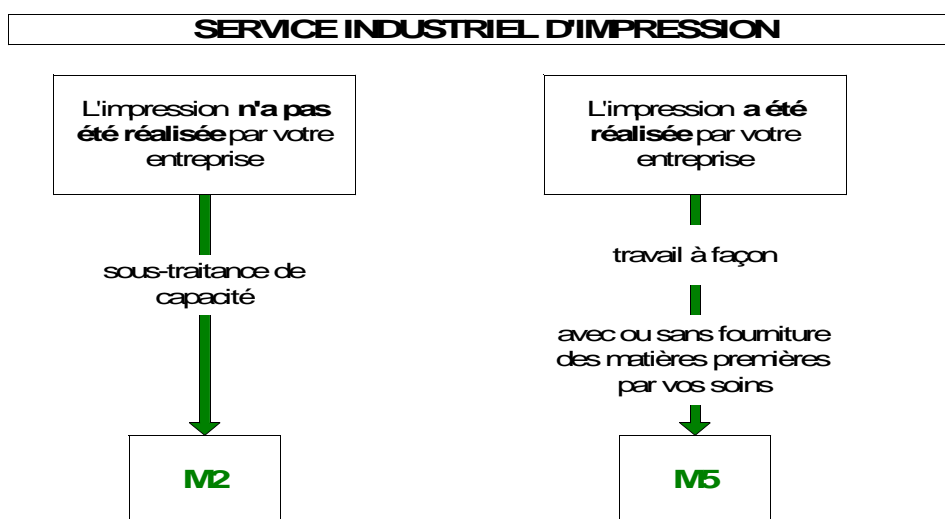 SERVICE INDUSTRIEL D'IMPRESSION
L'impression n'a pas
été réalisée par votre
entreprise
sous-traitance de
capacité
M2
L'impression a été
réalisée par votre
entreprise
travail à façon
avec ou sans fourniture
des matières premières
par vos soins
M5